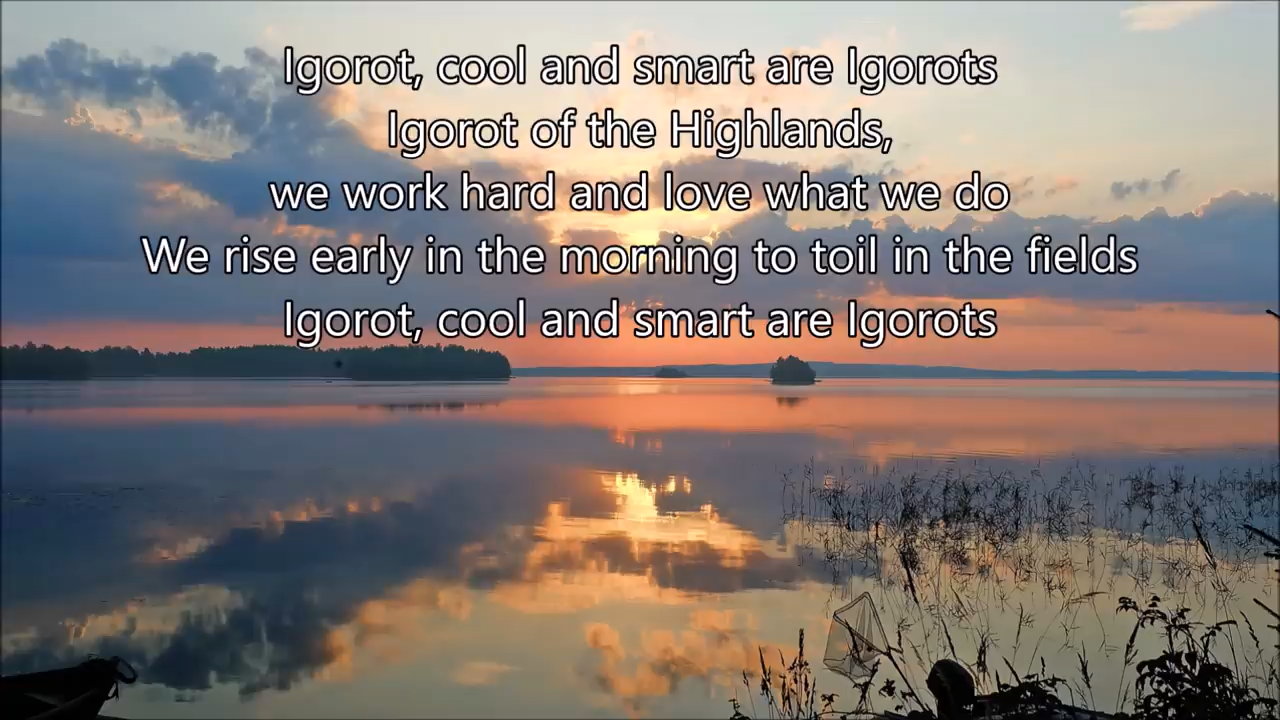 Igorot, cool and smart are Igorots
Igorot of the Highlands,
we work hard and love what we do
We rise early in the morning to toil in the fields
Igorot, cool and smart are Igorots